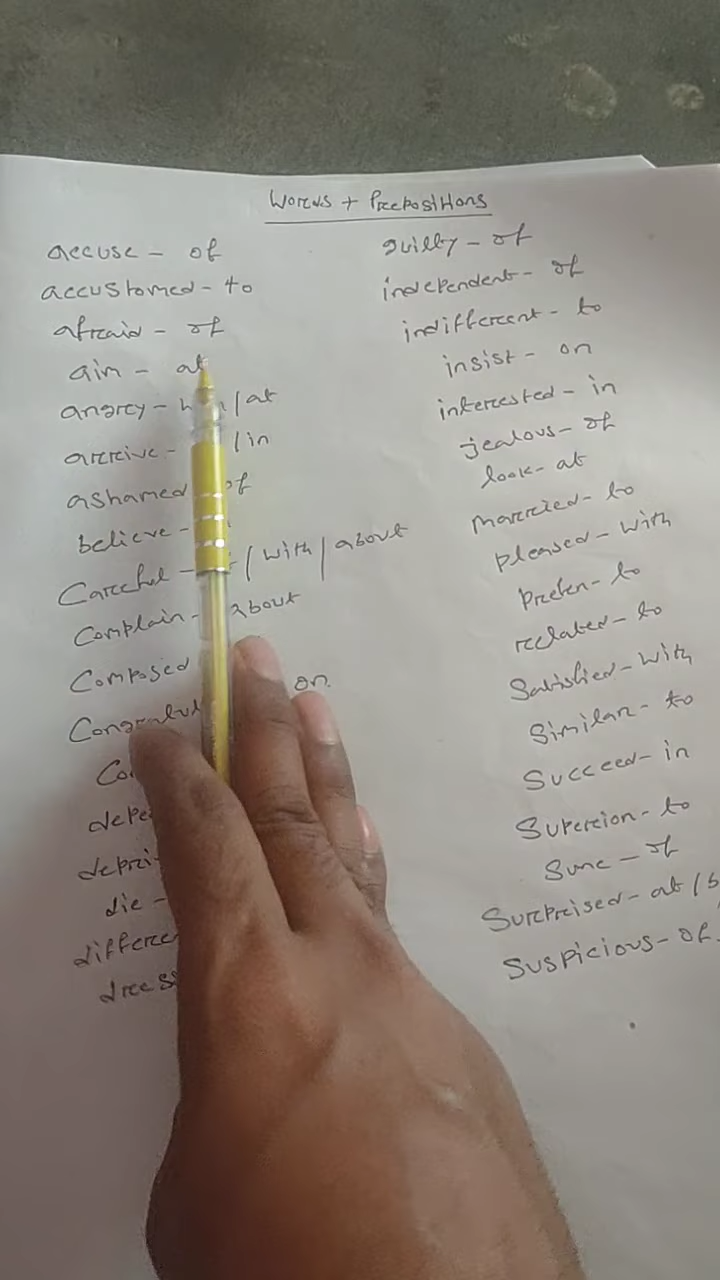 Words + Prepositions
accuse - of
accustomed - to
afraid - of
aim - at
angry - /at
arrive - /in
ashamed of
believe -
Careful - /with/about
Complain - about
Composed
on
die -
guilty - of
independent - of
indifferent - to
insist - on
interested - in
jealous - of
look - at
married - to
pleased - with
prefer - to
related - to
Satisfied - with
Similar - to
Succeed - in
Superior - to
Sure - of
Surprised - at /
Suspicious - of.